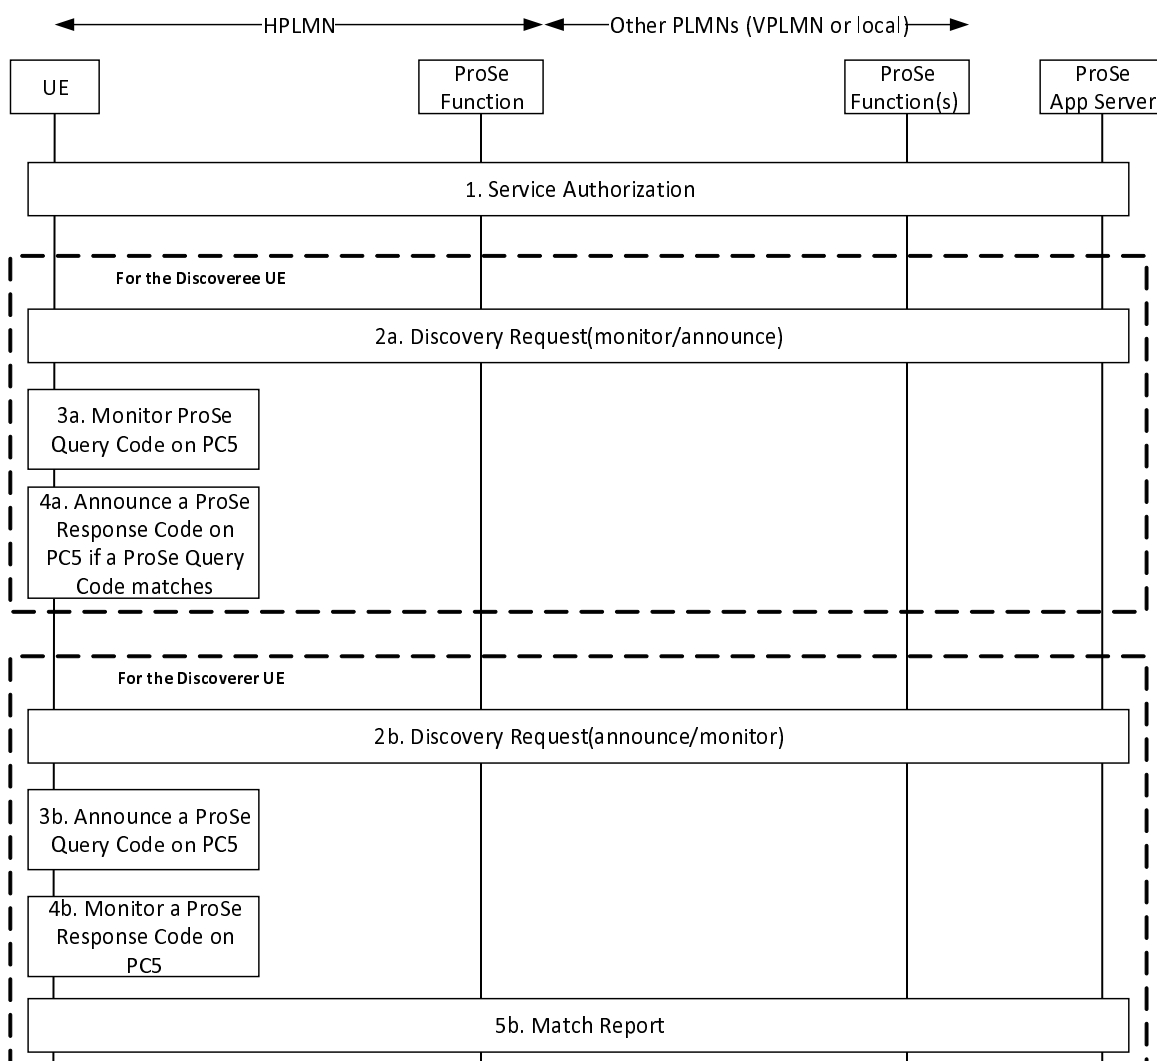 HPLMN
Other PLMNs (VPLMN or local)
UE
ProSe
Function
ProSe
Function(s)
ProSe
App Server
1. Service Authorization
For the Discoveree UE
2a. Discovery Request(monitor/announce)
3a. Monitor ProSe
Query Code on PC5
4a. Announce a ProSe
Response Code on
PC5 if a ProSe Query
Code matches
For the Discoverer UE
2b. Discovery Request(announce/monitor)
3b. Announce a ProSe
Query Code on PC5
4b. Monitor a ProSe
Response Code on
PC5
5b. Match Report